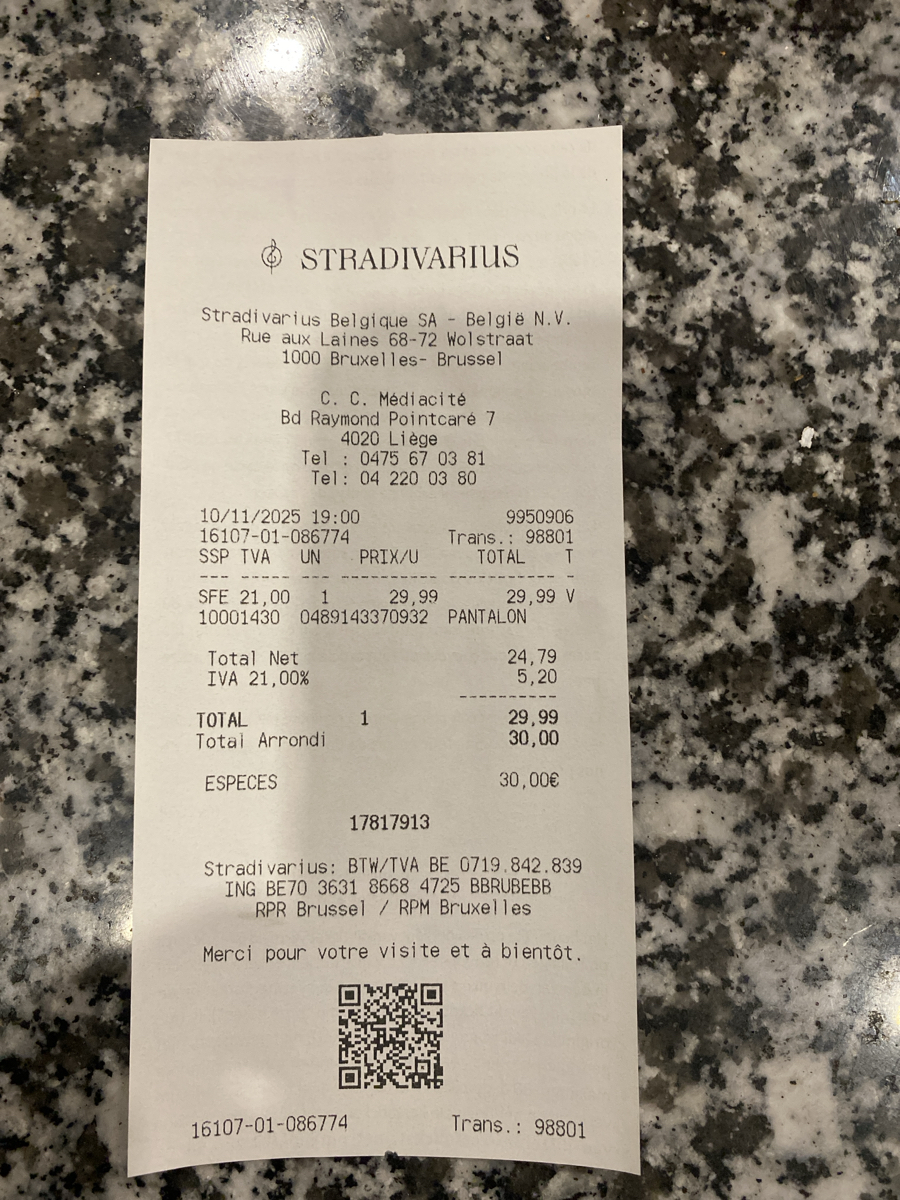 STRADIVARIUS
Stradivarius Belgique SA - België N.V.
Rue aux Laines 68-72 Wolstraat
1000 Bruxelles- Brussel
C. C. Médiacité
Bd Raymond Pointcaré 7
4020 Liège
Tel : 0475 67 03 81
Tel: 04 220 03 80
10/11/2025 19:00 9950906
16107-01-086774 Trans.: 98801
SSP TVA UN PRIX/U TOTAL T
--- ----- --- ---------- ----------- -
SFE 21,00 1 29,99 29,99 V
10001430 0489143370932 PANTALON
Total Net 24,79
IVA 21,00% 5,20
----------
TOTAL 1 29,99
Total Arrondi 30,00
ESPECES 30,00€
17817913
Stradivarius: BTW/TVA BE 0719.842.839
ING BE70 3631 8668 4725 BBRUBEBB
RPR Brussel / RPM Bruxelles
Merci pour votre visite et à bientôt.
16107-01-086774 Trans.: 98801